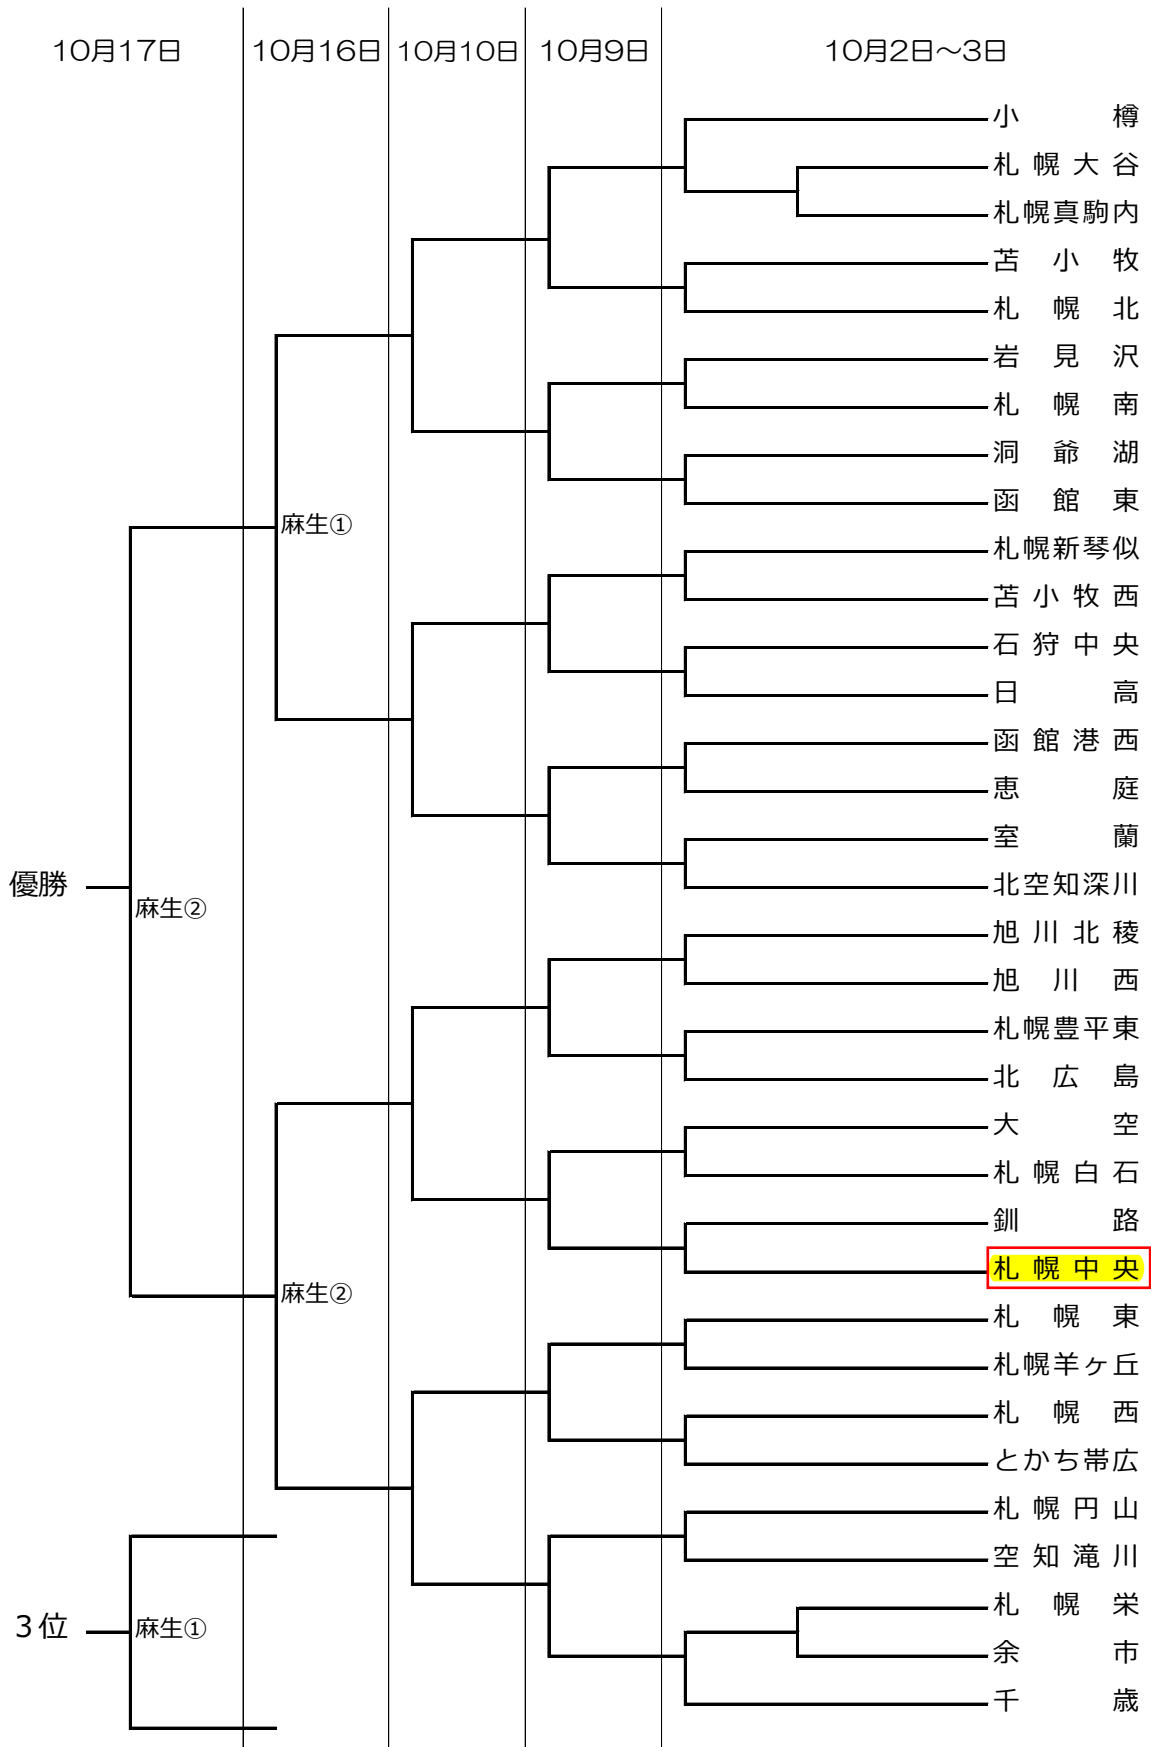 10月17日 10月16日 10月10日 10月9日 10月2日～3日
小樽
札幌大谷
札幌真駒内
苫小牧
札幌北
岩見沢
札幌南
洞爺湖
函館東
麻生①
札幌新琴似
苫小牧西
石狩中央
日高
函館港西
恵庭
室蘭
優勝
北空知深川
麻生②
旭川北稜
旭川西
札幌豊平東
北広島
大空
札幌白石
釧路
札幌中央
麻生②
札幌東
札幌羊ヶ丘
札幌西
とかち帯広
札幌円山
空知滝川
札幌栄
3位
麻生①
余市
千歳